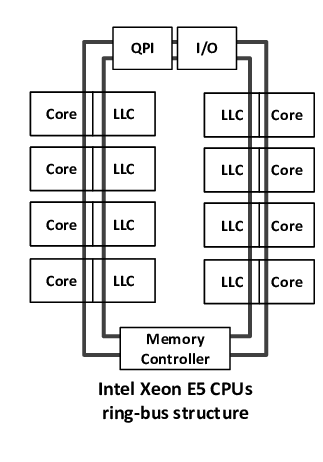 QPI I/O
Core LLC LLC Core
Core LLC LLC Core
Core LLC LLC Core
Core LLC LLC Core
Memory
Controller
Intel Xeon E5 CPUs
ring-bus structure